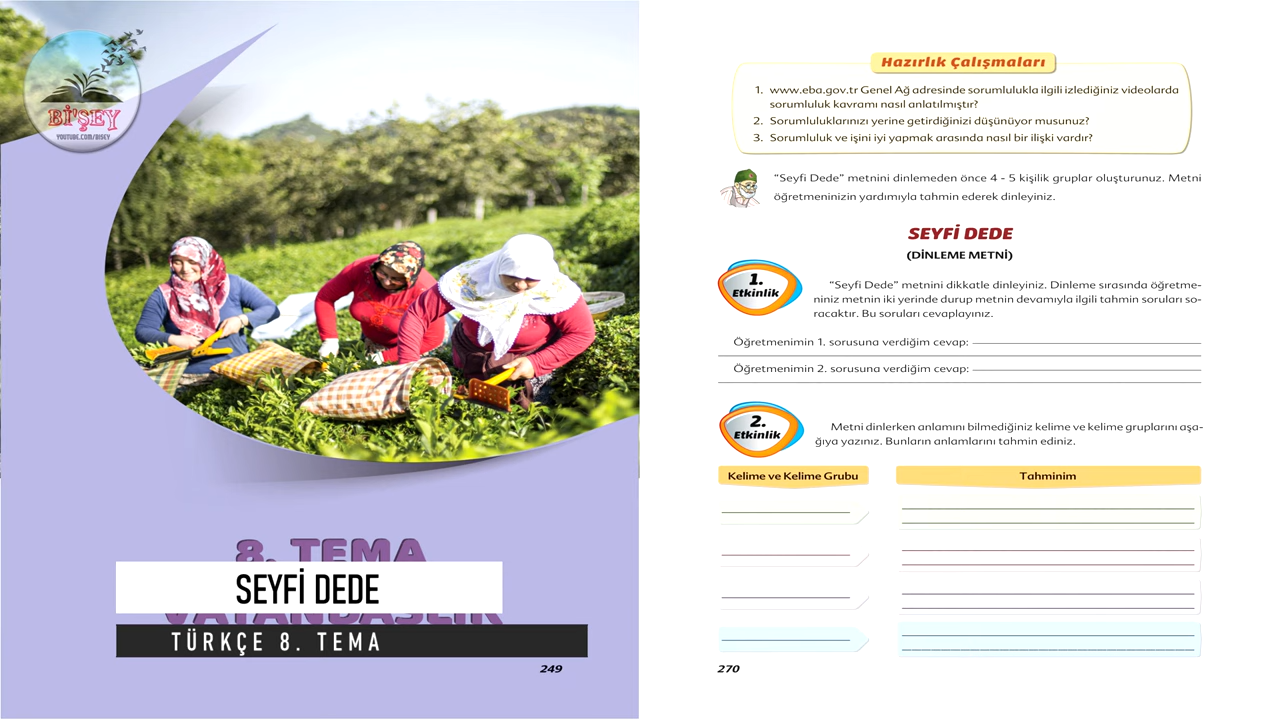 Bİ'ŞEY
YOUTUBE.COM/BISEY
8. TEMA
SEYFİ DEDE
VATANDAŞLIK
TÜRKÇE 8. TEMA
249
Hazırlık Çalışmaları
1. www.eba.gov.tr Genel Ağ adresinde sorumlulukla ilgili izlediğiniz videolarda
sorumluluk kavramı nasıl anlatılmıştır?
2. Sorumluluklarınızı yerine getirdiğinizi düşünüyor musunuz?
3. Sorumluluk ve işini iyi yapmak arasında nasıl bir ilişki vardır?
“Seyfi Dede” metnini dinlemeden önce 4 - 5 kişilik gruplar oluşturunuz. Metni
öğretmeninizin yardımıyla tahmin ederek dinleyiniz.
SEYFİ DEDE
(DİNLEME METNİ)
1.
Etkinlik
“Seyfi Dede” metnini dikkatle dinleyiniz. Dinleme sırasında öğretme-
niniz metnin iki yerinde durup metnin devamıyla ilgili tahmin soruları so-
racaktır. Bu soruları cevaplayınız.
Öğretmenimin 1. sorusuna verdiğim cevap:
Öğretmenimin 2. sorusuna verdiğim cevap:
2.
Etkinlik
Metni dinlerken anlamını bilmediğiniz kelime ve kelime gruplarını aşa-
ğıya yazınız. Bunların anlamlarını tahmin ediniz.
Kelime ve Kelime Grubu
Tahminim
270